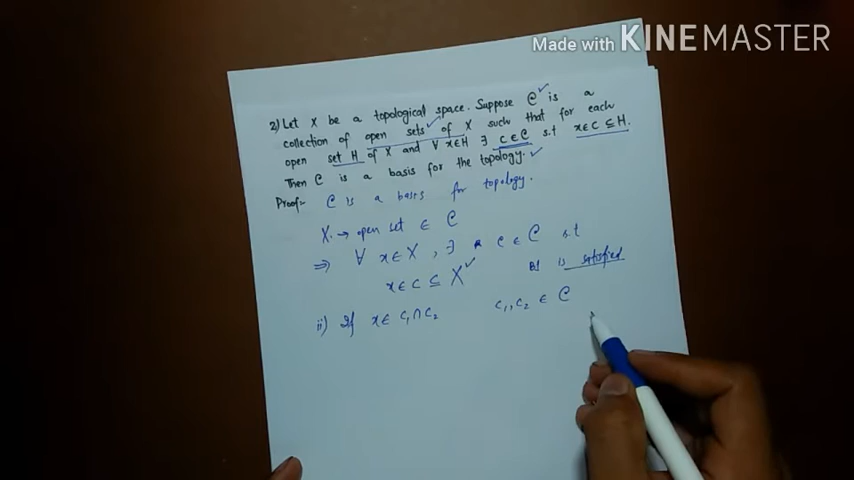 Made with KINEMASTER
2) Let X be a topological space. Suppose ℂ is a
collection of open sets of X such that for each
open set H of X and ∀ x∈H ∃ c∈ℂ s.t x∈C ⊆ H.
Then ℂ is a basis for the topology.
Proof:- ℂ is a basis for topology.
X → open set ∈ ℂ
⇒ ∀ x∈X, ∃ c ∈ ℂ s.t
x∈C ⊆ X B1 is satisfied
ii) If x∈ C₁∩C₂ C₁, C₂ ∈ ℂ